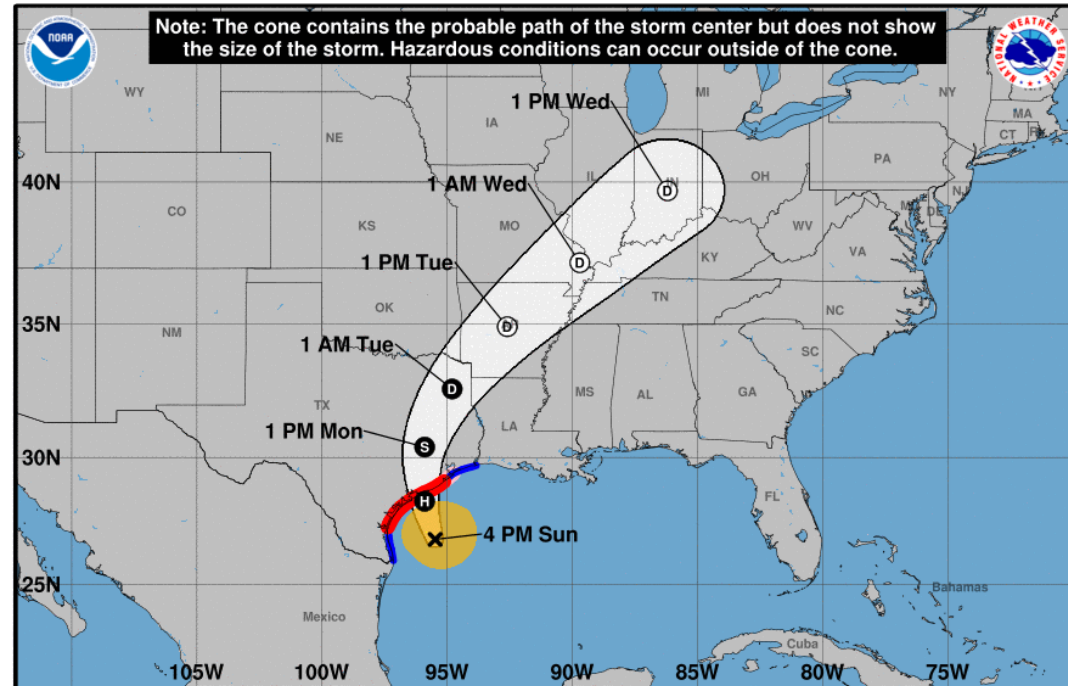 Note: The cone contains the probable path of the storm center but does not show
the size of the storm. Hazardous conditions can occur outside of the cone.
NOAA
NATIONAL WEATHER SERVICE
WY
IA
MI
NY
MA
CT
NE
1 PM Wed
PA
NJ
40N
IL
IN
D
OH
DE
1 AM Wed
CO
KS
MO
WV
VA
D
KY
1 PM Tue
TN
NC
OK
35N
NM
D
SC
1 AM Tue
D
MS
AL
GA
TX
LA
1 PM Mon
S
30N
FL
H
4 PM Sun
25N
Bahamas
Mexico
Cuba
105W
100W
95W
90W
85W
80W
75W